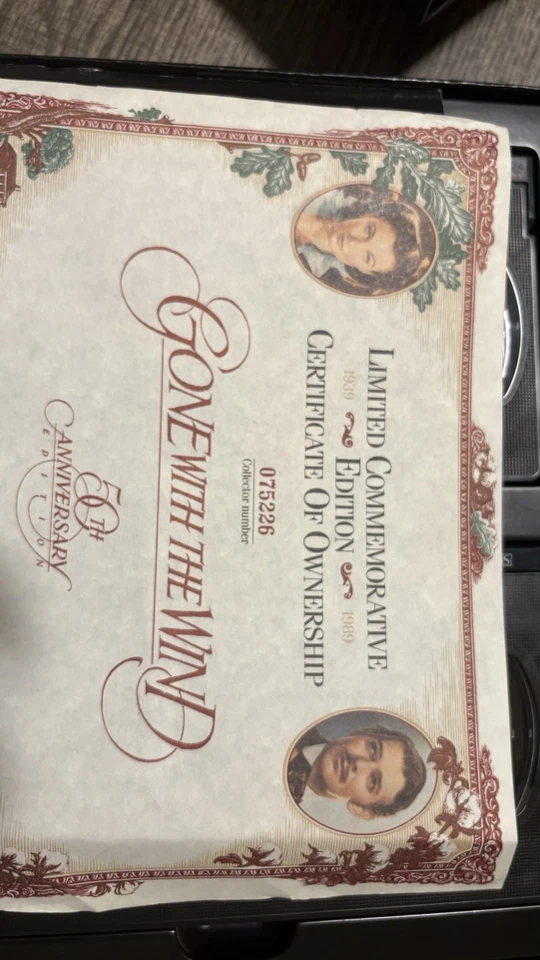 LIMITED COMMEMORATIVE
1939 EDITION 1989
CERTIFICATE OF OWNERSHIP
075226
Collector number
GONE WITH THE WIND
50TH
ANNIVERSARY
EDITION